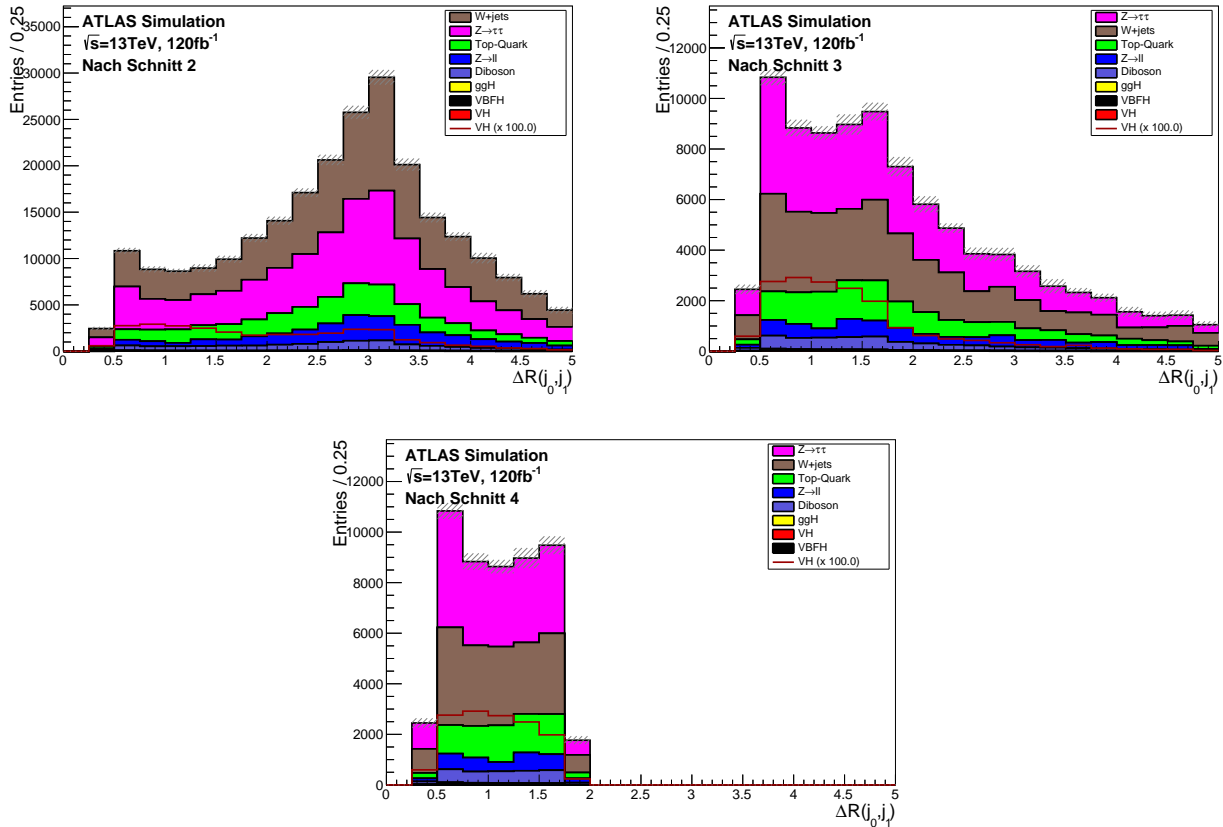 Entries / 0.25
35000
30000
25000
20000
15000
10000
5000
0
ATLAS Simulation
√s=13TeV, 120fb⁻¹
Nach Schnitt 2
W+jets
Z→ττ
Top-Quark
Z→ll
Diboson
ggH
VBFH
VH
VH (x 100.0)
0 0.5 1 1.5 2 2.5 3 3.5 4 4.5 5
ΔR(j₀,j₁)
Entries / 0.25
12000
10000
8000
6000
4000
2000
0
ATLAS Simulation
√s=13TeV, 120fb⁻¹
Nach Schnitt 3
Z→ττ
W+jets
Top-Quark
Z→ll
Diboson
ggH
VBFH
VH
VH (x 100.0)
0 0.5 1 1.5 2 2.5 3 3.5 4 4.5 5
ΔR(j₀,j₁)
Entries / 0.25
12000
10000
8000
6000
4000
2000
0
ATLAS Simulation
√s=13TeV, 120fb⁻¹
Nach Schnitt 4
Z→ττ
W+jets
Top-Quark
Z→ll
Diboson
ggH
VH
VBFH
VH (x 100.0)
0 0.5 1 1.5 2 2.5 3 3.5 4 4.5 5
ΔR(j₀,j₁)